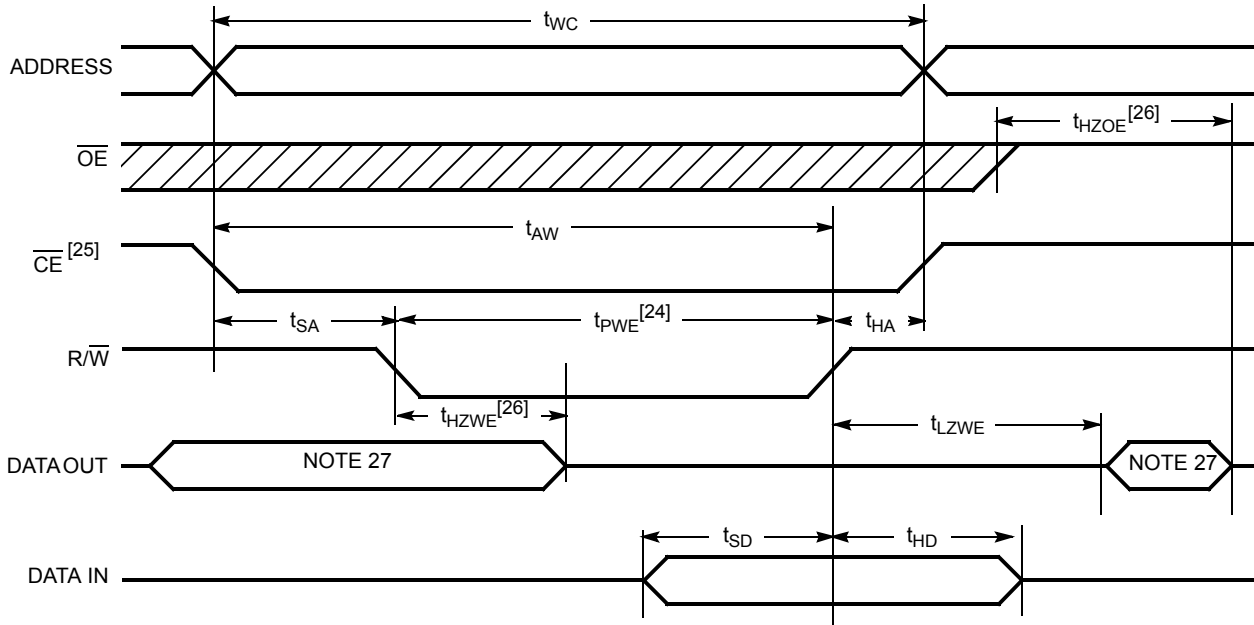 tWC
ADDRESS
tHZOE[26]
OE
tAW
CE [25]
tSA
tPWE[24]
tHA
R/W
tHZWE[26]
tLZWE
DATA OUT
NOTE 27
NOTE 27
tSD
tHD
DATA IN